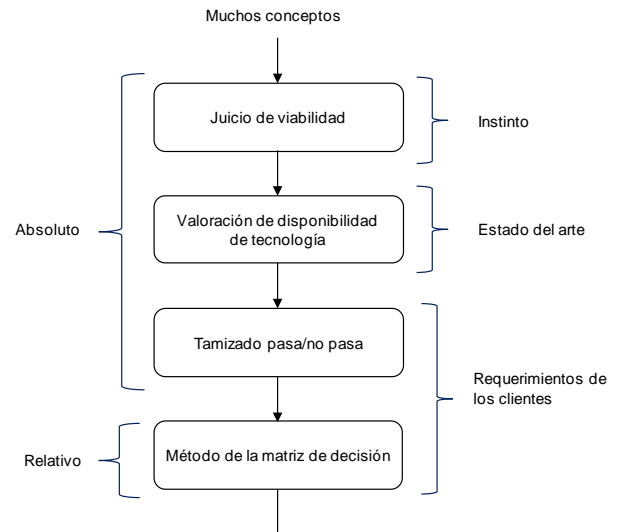 Muchos conceptos
Juicio de viabilidad
Instinto
Valoración de disponibilidad
de tecnología
Absoluto
Estado del arte
Tamizado pasa/no pasa
Requerimientos de
los clientes
Método de la matriz de decisión
Relativo